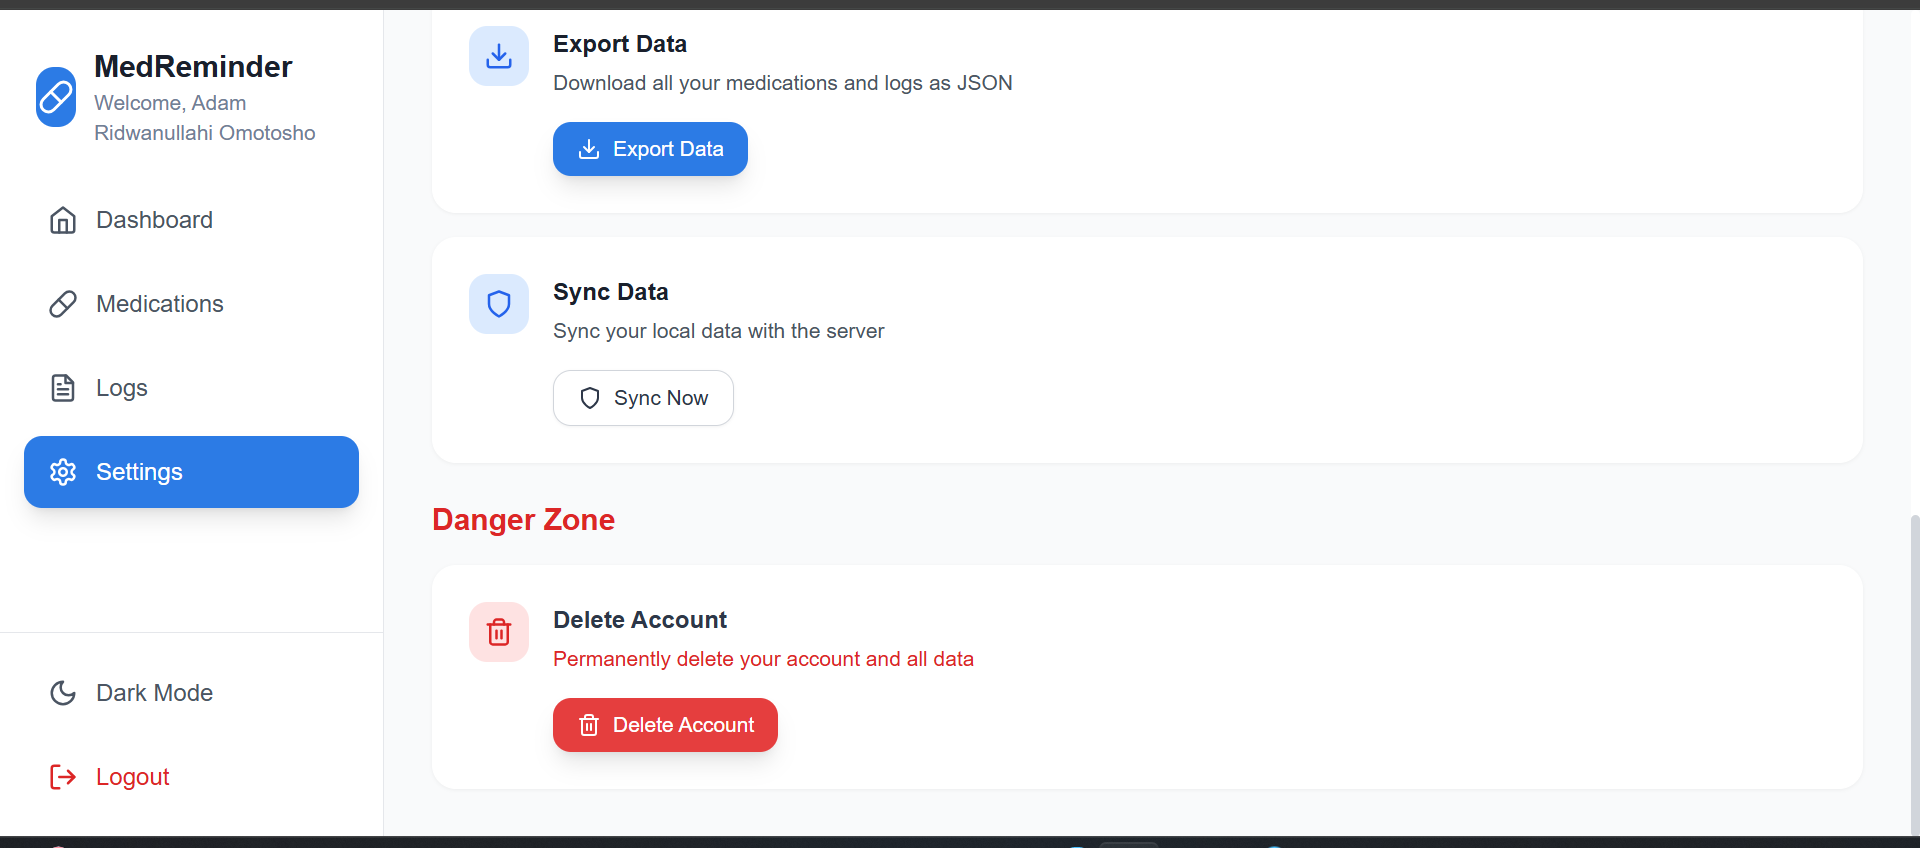 MedReminder
Welcome, Adam
Ridwanullahi Omotosho
Dashboard
Medications
Logs
Settings
Dark Mode
Logout
Export Data
Download all your medications and logs as JSON
Export Data
Sync Data
Sync your local data with the server
Sync Now
Danger Zone
Delete Account
Permanently delete your account and all data
Delete Account